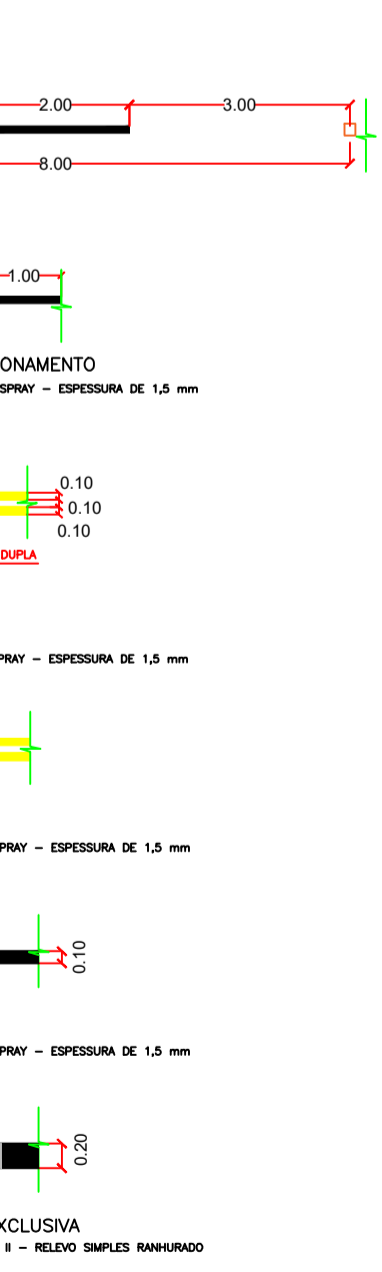 2.00 3.00
8.00
1.00
ONAMENTO
SPRAY – ESPESSURA DE 1,5 mm
0.10
0.10
0.10
DUPLA
PRAY – ESPESSURA DE 1,5 mm
PRAY – ESPESSURA DE 1,5 mm
0.10
PRAY – ESPESSURA DE 1,5 mm
0.20
XCLUSIVA
II – RELEVO SIMPLES RANHURADO